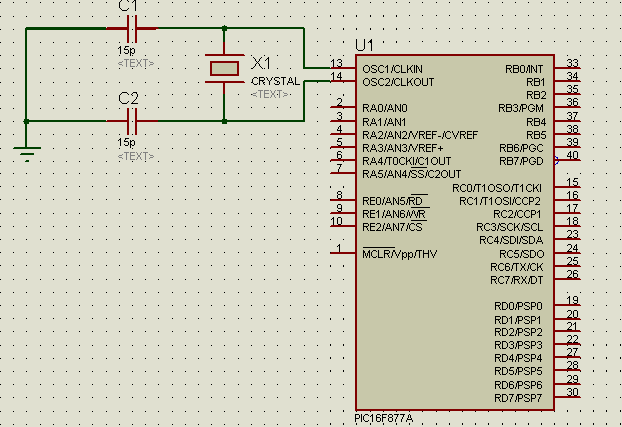 C1
15p
<TEXT>
X1
CRYSTAL
<TEXT>
C2
15p
<TEXT>
U1
13 OSC1/CLKIN RB0/INT 33
14 OSC2/CLKOUT RB1 34
RB2 35
2 RA0/AN0 RB3/PGM 36
3 RA1/AN1 RB4 37
4 RA2/AN2/VREF-/CVREF RB5 38
5 RA3/AN3/VREF+ RB6/PGC 39
6 RA4/T0CKI/C1OUT RB7/PGD 40
7 RA5/AN4/SS/C2OUT
RC0/T1OSO/T1CKI 15
8 RE0/AN5/RD RC1/T1OSI/CCP2 16
9 RE1/AN6/WR RC2/CCP1 17
10 RE2/AN7/CS RC3/SCK/SCL 18
RC4/SDI/SDA 23
1 MCLR/Vpp/THV RC5/SDO 24
RC6/TX/CK 25
RC7/RX/DT 26
RD0/PSP0 19
RD1/PSP1 20
RD2/PSP2 21
RD3/PSP3 22
RD4/PSP4 27
RD5/PSP5 28
RD6/PSP6 29
RD7/PSP7 30
PIC16F877A